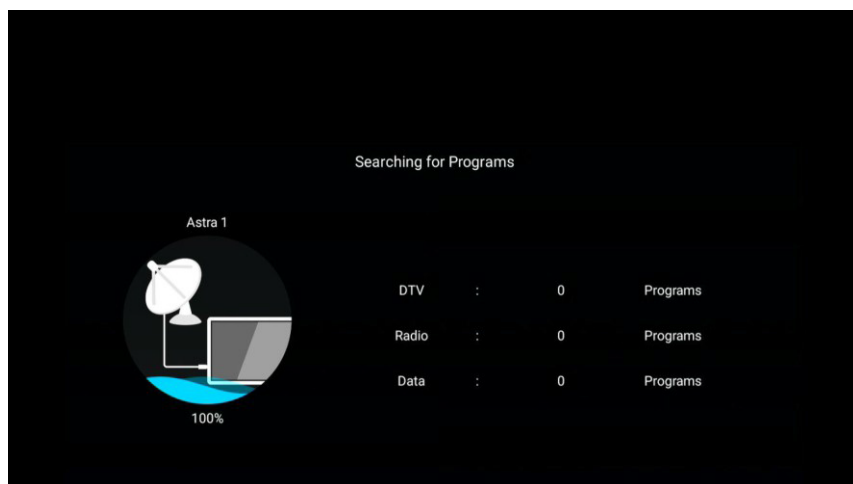 Searching for Programs
Astra 1
DTV : 0 Programs
Radio : 0 Programs
Data : 0 Programs
100%